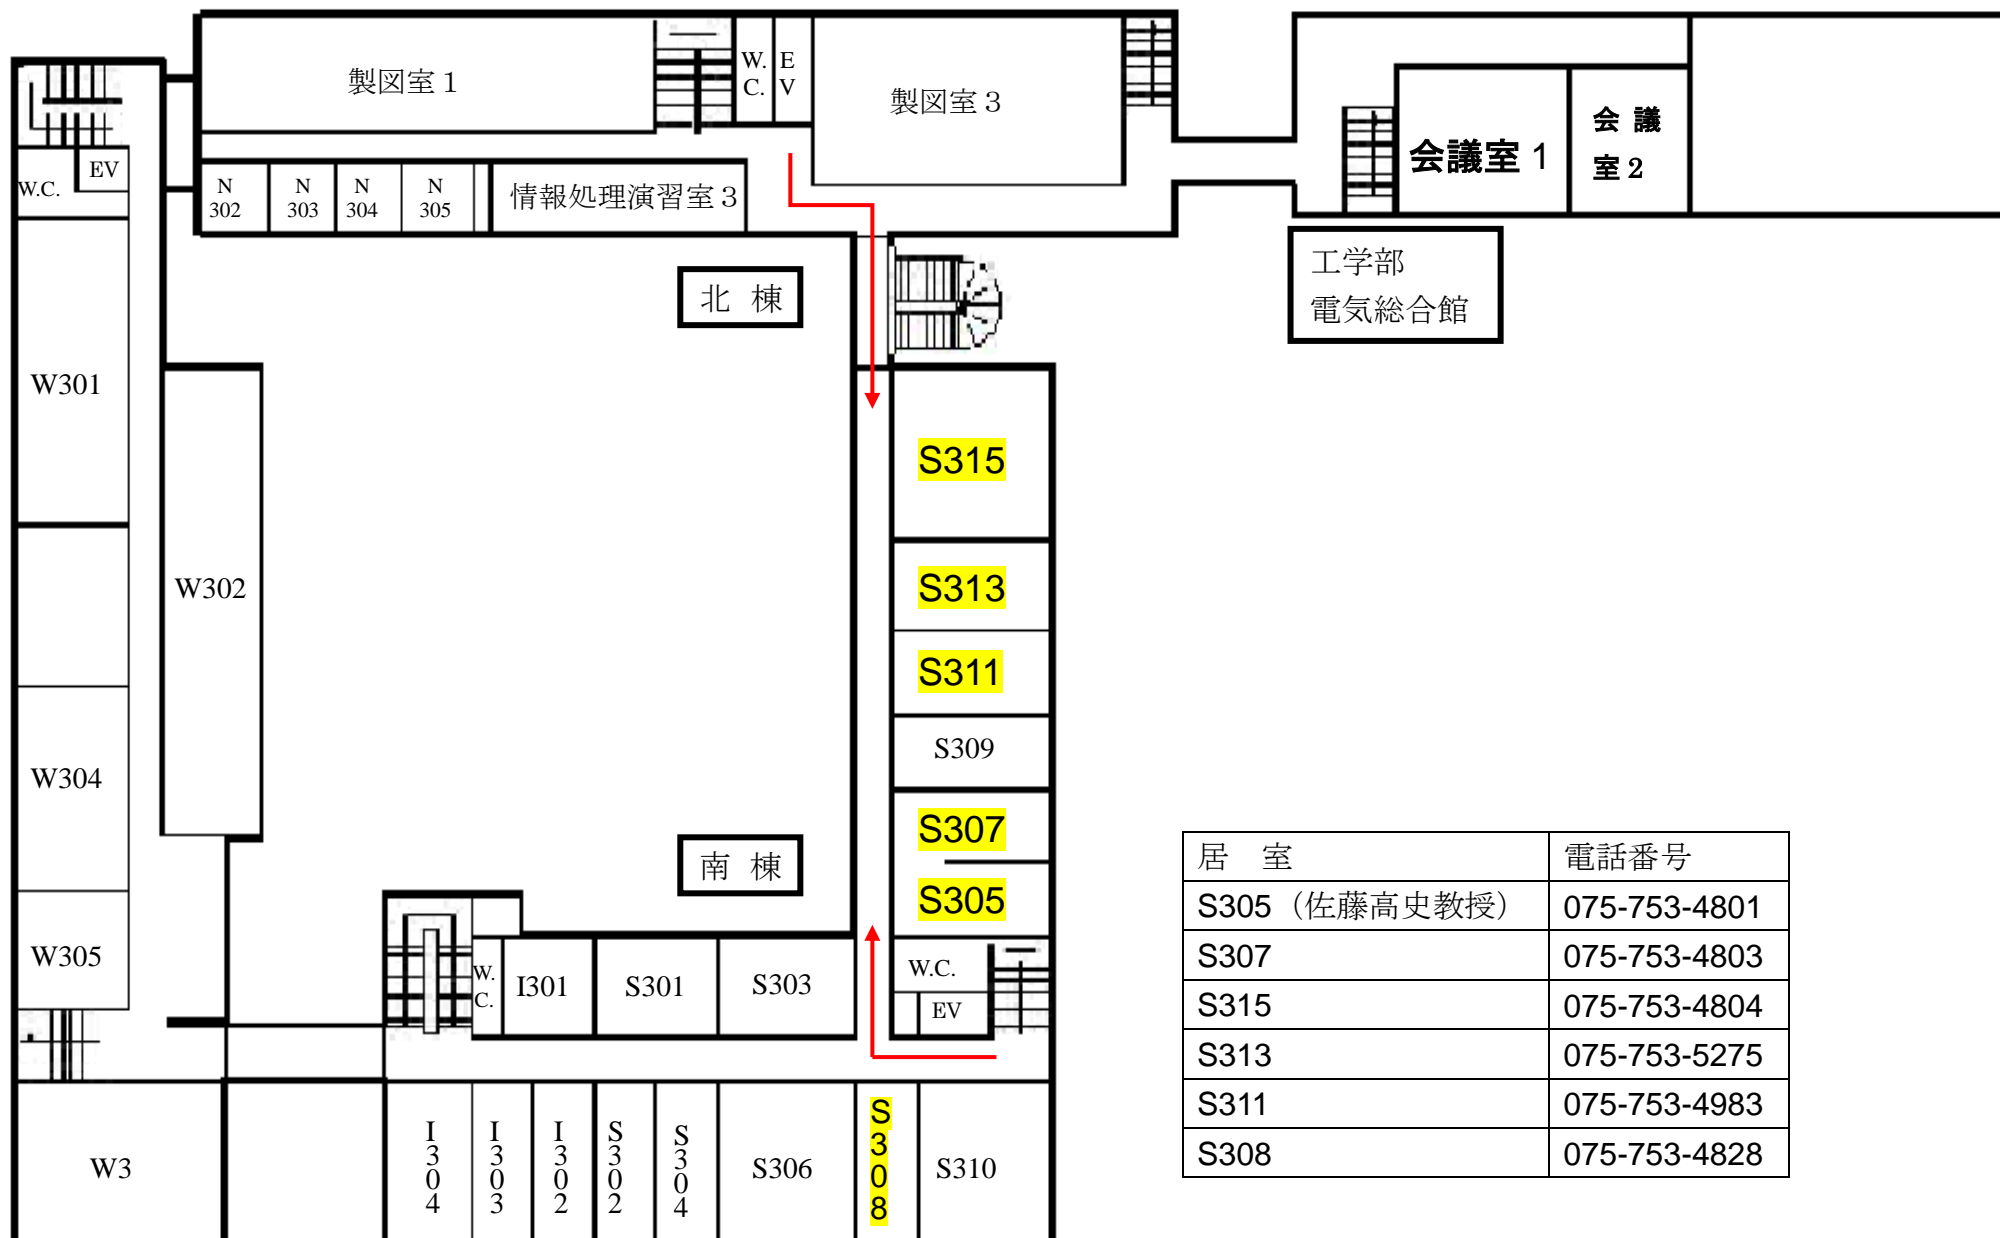 製図室１
W.
C.
E
V
製図室３
会議室 1
会 議
室 2
EV
W.C.
N
302
N
303
N
304
N
305
情報処理演習室３
工学部
電気総合館
北 棟
W301
S315
W302
S313
S311
S309
W304
S307
南 棟
S305
W305
W.
C.
I301
S301
S303
W.C.
EV
W3
I304
I303
I302
S302
S304
S306
S308
S310
居 室 電話番号
S305（佐藤高史教授） 075-753-4801
S307 075-753-4803
S315 075-753-4804
S313 075-753-5275
S311 075-753-4983
S308 075-753-4828